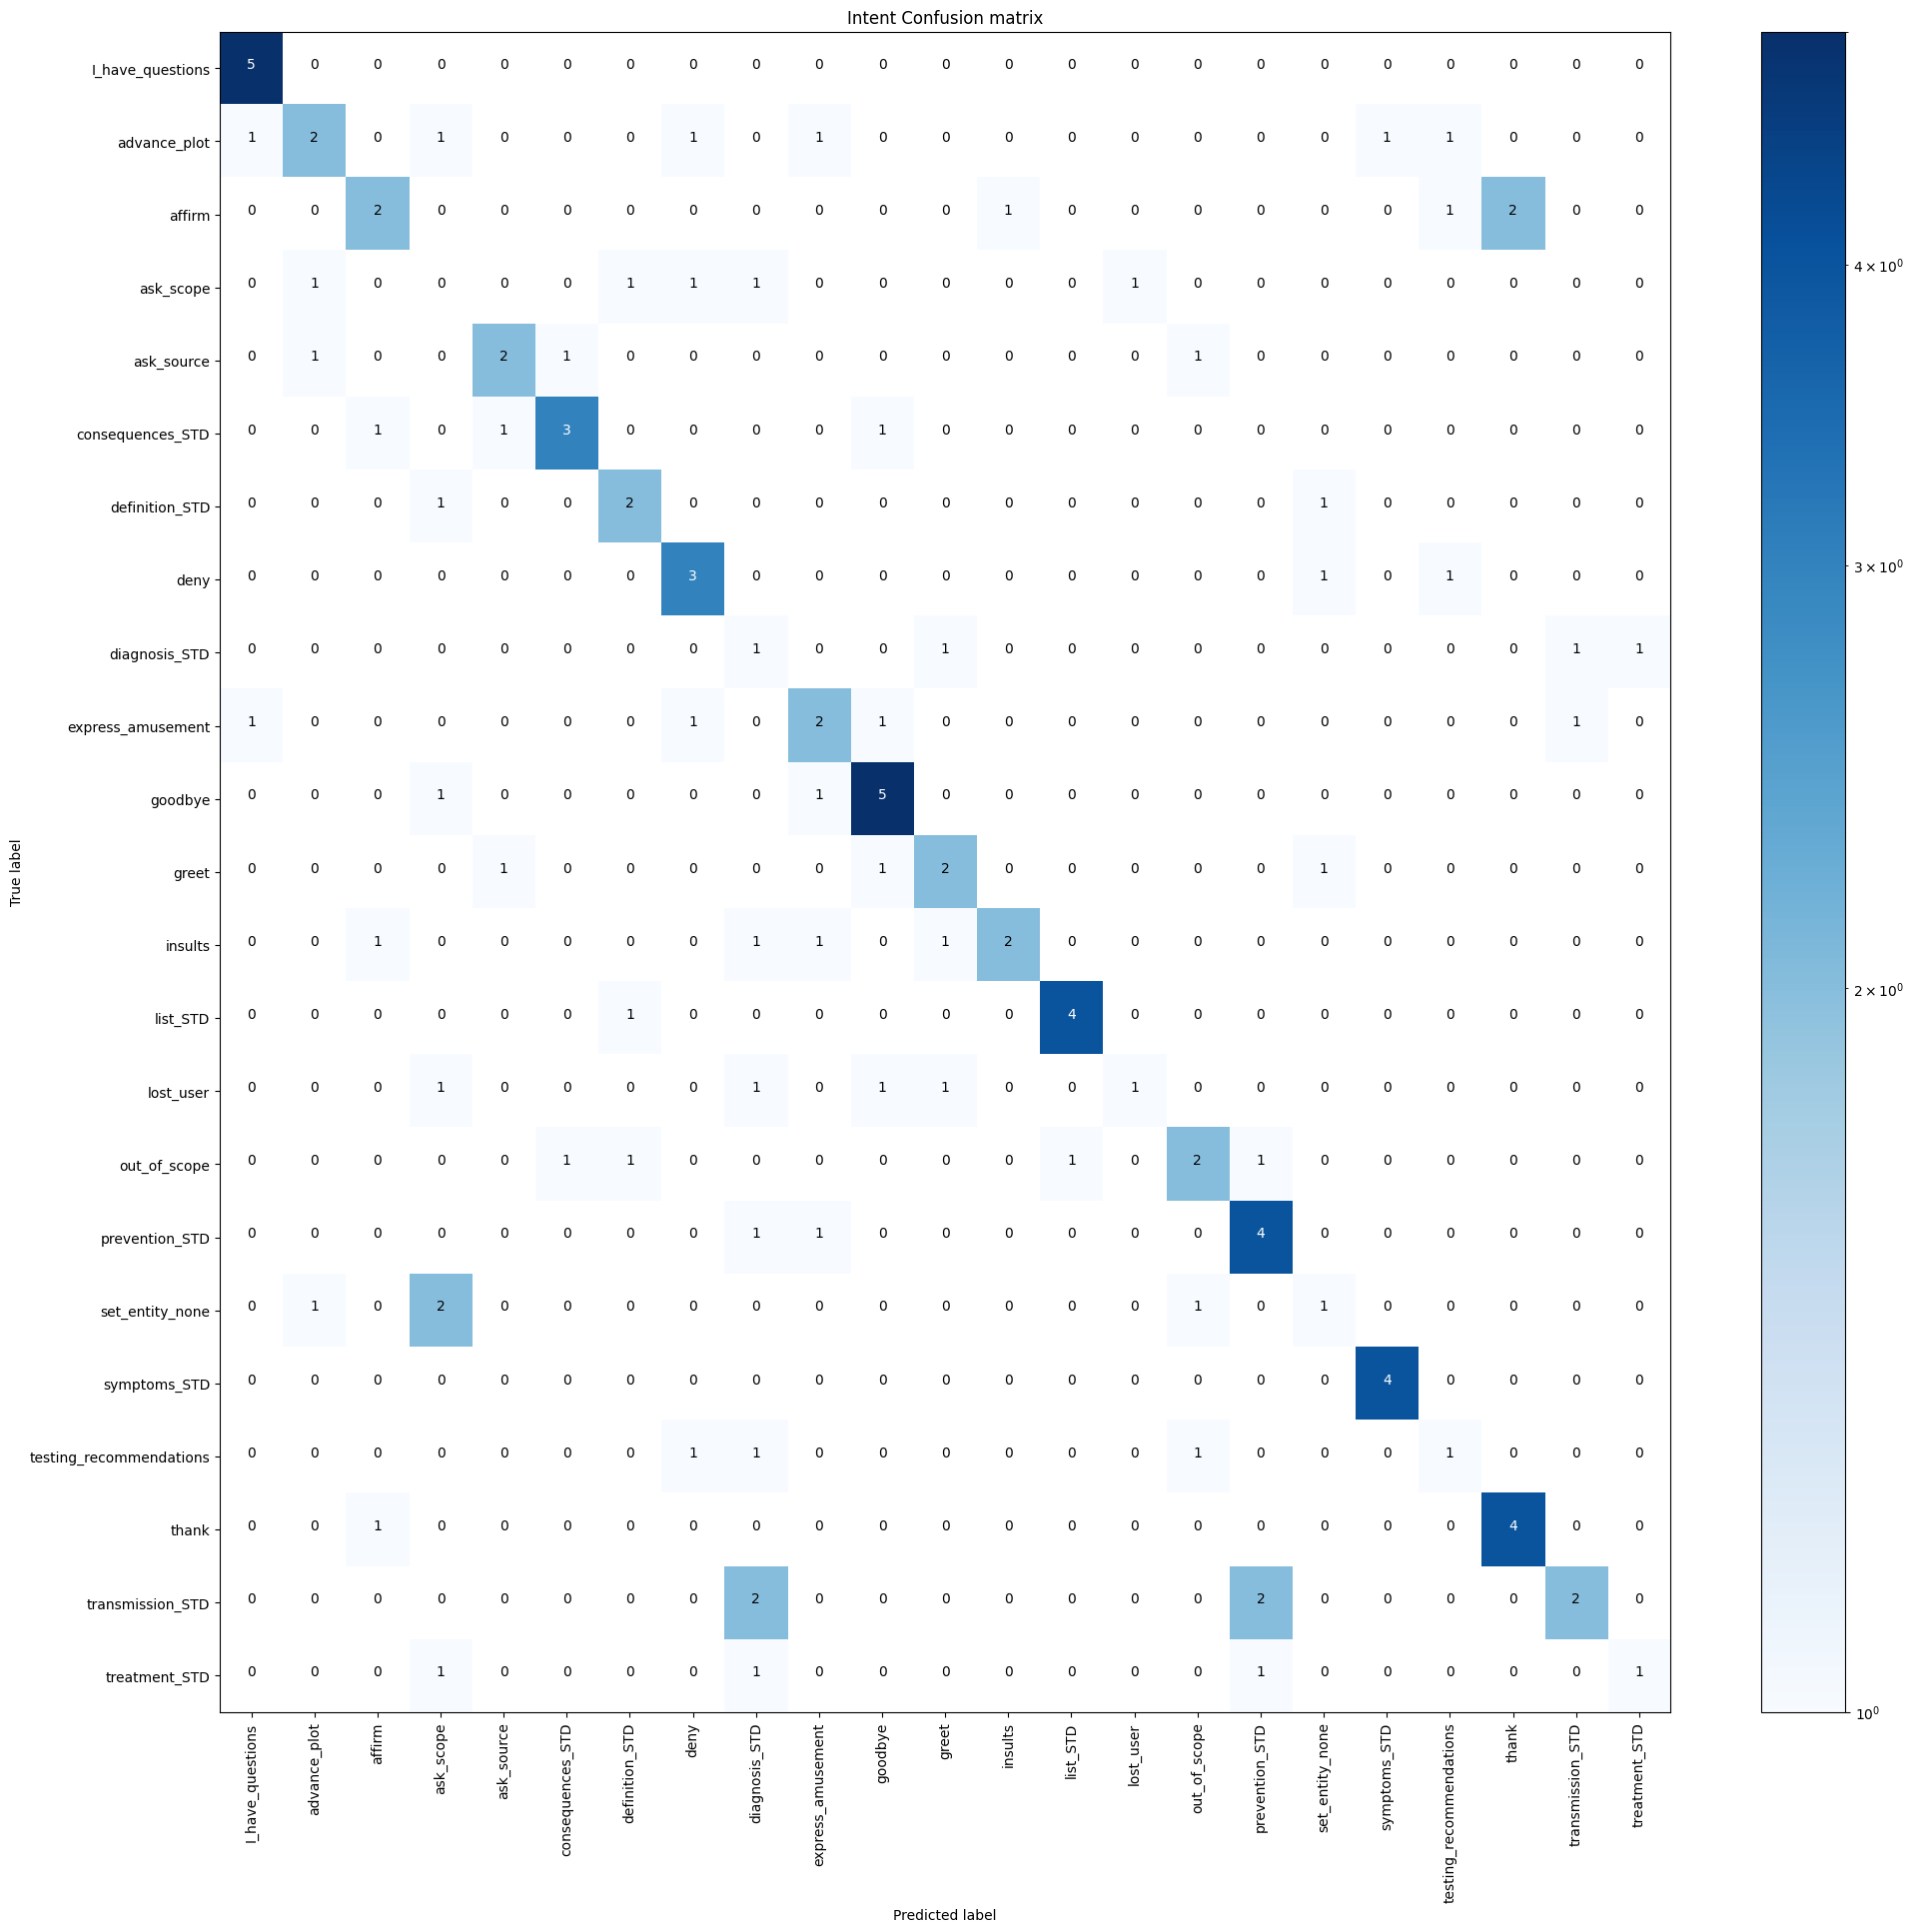 Intent Confusion matrix
I_have_questions 5 0 0 0 0 0 0 0 0 0 0 0 0 0 0 0 0 0 0 0 0 0 0
advance_plot 1 2 0 1 0 0 0 1 0 1 0 0 0 0 0 0 0 0 1 1 0 0 0
affirm 0 0 2 0 0 0 0 0 0 0 0 0 1 0 0 0 0 0 0 1 2 0 0
ask_scope 0 1 0 0 0 0 1 1 1 0 0 0 0 0 1 0 0 0 0 0 0 0 0
ask_source 0 1 0 0 2 1 0 0 0 0 0 0 0 0 0 1 0 0 0 0 0 0 0
consequences_STD 0 0 1 0 1 3 0 0 0 0 1 0 0 0 0 0 0 0 0 0 0 0 0
definition_STD 0 0 0 1 0 0 2 0 0 0 0 0 0 0 0 0 0 1 0 0 0 0 0
deny 0 0 0 0 0 0 0 3 0 0 0 0 0 0 0 0 0 1 0 1 0 0 0
diagnosis_STD 0 0 0 0 0 0 0 0 1 0 0 1 0 0 0 0 0 0 0 0 0 1 1
express_amusement 1 0 0 0 0 0 0 1 0 2 1 0 0 0 0 0 0 0 0 0 0 1 0
goodbye 0 0 0 1 0 0 0 0 0 1 5 0 0 0 0 0 0 0 0 0 0 0 0
greet 0 0 0 0 1 0 0 0 0 0 1 2 0 0 0 0 0 1 0 0 0 0 0
insults 0 0 1 0 0 0 0 0 1 1 0 1 2 0 0 0 0 0 0 0 0 0 0
list_STD 0 0 0 0 0 0 1 0 0 0 0 0 0 4 0 0 0 0 0 0 0 0 0
lost_user 0 0 0 1 0 0 0 0 1 0 1 1 0 0 1 0 0 0 0 0 0 0 0
out_of_scope 0 0 0 0 0 1 1 0 0 0 0 0 0 1 0 2 1 0 0 0 0 0 0
prevention_STD 0 0 0 0 0 0 0 0 1 1 0 0 0 0 0 0 4 0 0 0 0 0 0
set_entity_none 0 1 0 2 0 0 0 0 0 0 0 0 0 0 0 1 0 1 0 0 0 0 0
symptoms_STD 0 0 0 0 0 0 0 0 0 0 0 0 0 0 0 0 0 0 4 0 0 0 0
testing_recommendations 0 0 0 0 0 0 0 1 1 0 0 0 0 0 0 1 0 0 0 1 0 0 0
thank 0 0 1 0 0 0 0 0 0 0 0 0 0 0 0 0 0 0 0 0 4 0 0
transmission_STD 0 0 0 0 0 0 0 0 2 0 0 0 0 0 0 0 2 0 0 0 0 2 0
treatment_STD 0 0 0 1 0 0 0 0 1 0 0 0 0 0 0 0 1 0 0 0 0 0 1
True label
I_have_questions
advance_plot
affirm
ask_scope
ask_source
consequences_STD
definition_STD
deny
diagnosis_STD
express_amusement
goodbye
greet
insults
list_STD
lost_user
out_of_scope
prevention_STD
set_entity_none
symptoms_STD
testing_recommendations
thank
transmission_STD
treatment_STD
Predicted label
4 × 10⁰
3 × 10⁰
2 × 10⁰
10⁰